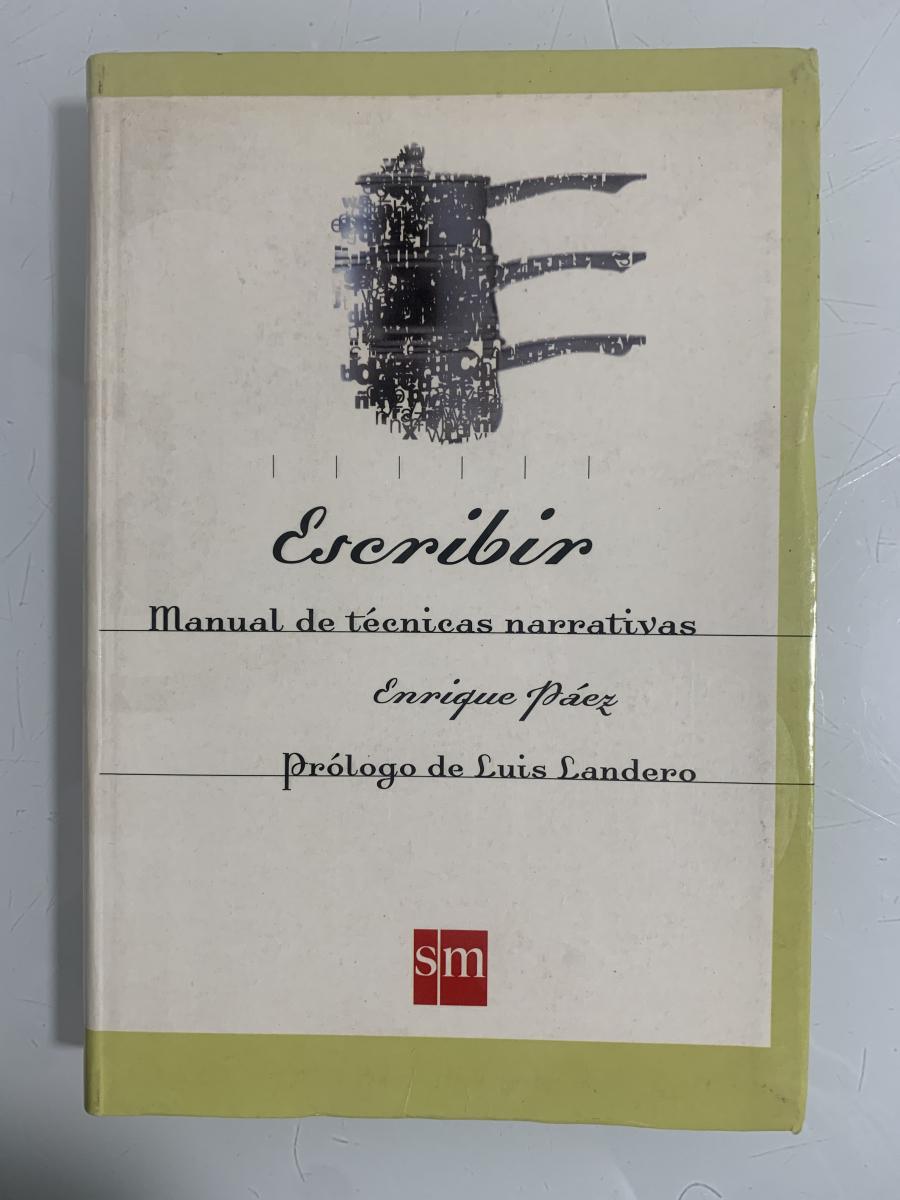 Escribir
Manual de técnicas narrativas
Enrique Páez
Prólogo de Luis Landero
sm